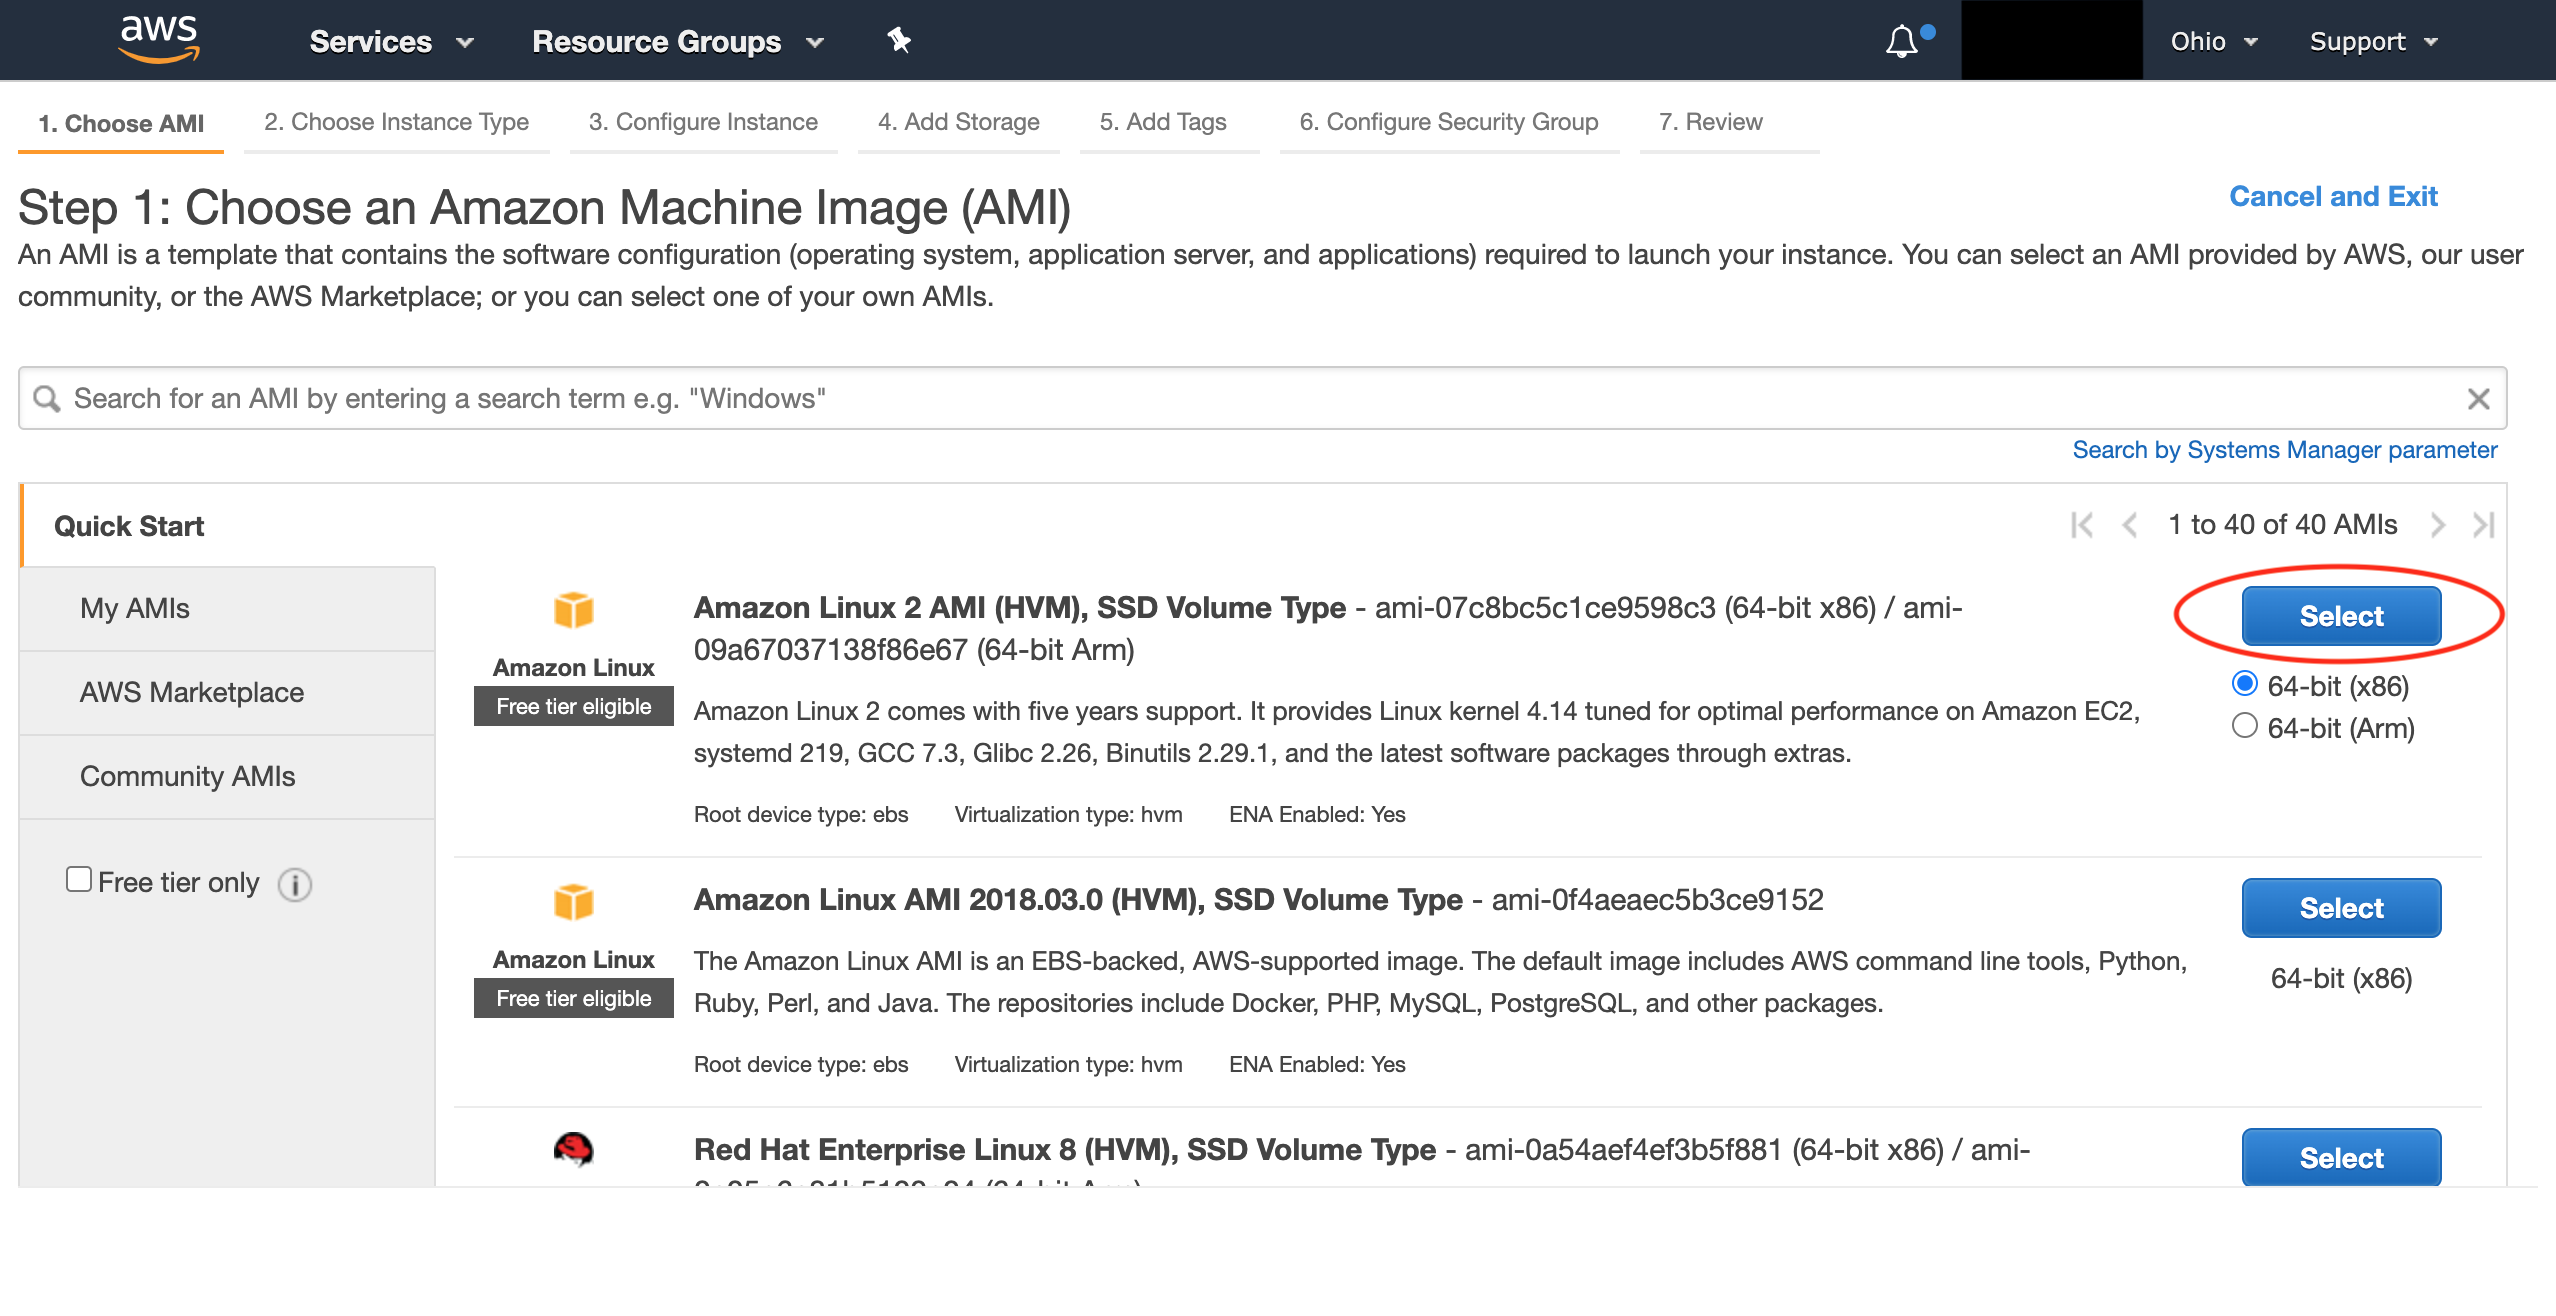 aws
Services
Resource Groups
Ohio
Support
1. Choose AMI
2. Choose Instance Type
3. Configure Instance
4. Add Storage
5. Add Tags
6. Configure Security Group
7. Review
Step 1: Choose an Amazon Machine Image (AMI)
Cancel and Exit
An AMI is a template that contains the software configuration (operating system, application server, and applications) required to launch your instance. You can select an AMI provided by AWS, our user
community, or the AWS Marketplace; or you can select one of your own AMIs.
Search for an AMI by entering a search term e.g. "Windows"
Search by Systems Manager parameter
Quick Start
My AMIs
AWS Marketplace
Community AMIs
Free tier only
1 to 40 of 40 AMIs
Amazon Linux
Free tier eligible
Amazon Linux 2 AMI (HVM), SSD Volume Type - ami-07c8bc5c1ce9598c3 (64-bit x86) / ami-
09a67037138f86e67 (64-bit Arm)
Amazon Linux 2 comes with five years support. It provides Linux kernel 4.14 tuned for optimal performance on Amazon EC2,
systemd 219, GCC 7.3, Glibc 2.26, Binutils 2.29.1, and the latest software packages through extras.
Root device type: ebs Virtualization type: hvm ENA Enabled: Yes
Select
64-bit (x86)
64-bit (Arm)
Amazon Linux
Free tier eligible
Amazon Linux AMI 2018.03.0 (HVM), SSD Volume Type - ami-0f4aeaec5b3ce9152
The Amazon Linux AMI is an EBS-backed, AWS-supported image. The default image includes AWS command line tools, Python,
Ruby, Perl, and Java. The repositories include Docker, PHP, MySQL, PostgreSQL, and other packages.
Root device type: ebs Virtualization type: hvm ENA Enabled: Yes
Select
64-bit (x86)
Red Hat Enterprise Linux 8 (HVM), SSD Volume Type - ami-0a54aef4ef3b5f881 (64-bit x86) / ami-
Select